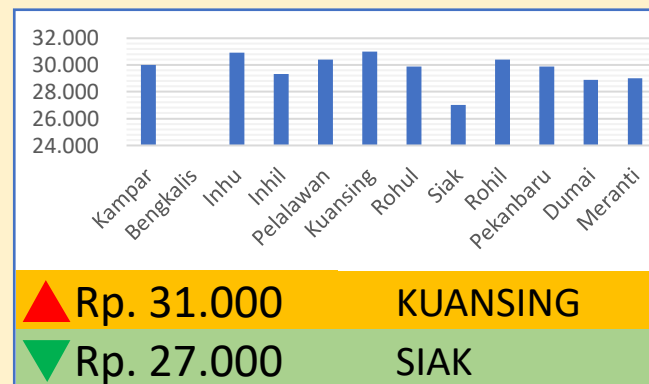 32.000
30.000
28.000
26.000
24.000
Kampar
Bengkalis
Inhu
Inhil
Pelalawan
Kuansing
Rohul
Siak
Rohil
Pekanbaru
Dumai
Meranti
Rp. 31.000 KUANSING
Rp. 27.000 SIAK